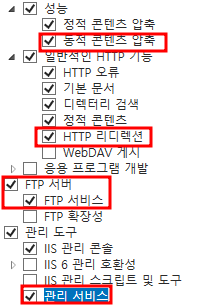 성능
정적 콘텐츠 압축
동적 콘텐츠 압축
일반적인 HTTP 기능
HTTP 오류
기본 문서
디렉터리 검색
정적 콘텐츠
HTTP 리디렉션
WebDAV 게시
응용 프로그램 개발
FTP 서버
FTP 서비스
FTP 확장성
관리 도구
IIS 관리 콘솔
IIS 6 관리 호환성
IIS 관리 스크립트 및 도구
관리 서비스